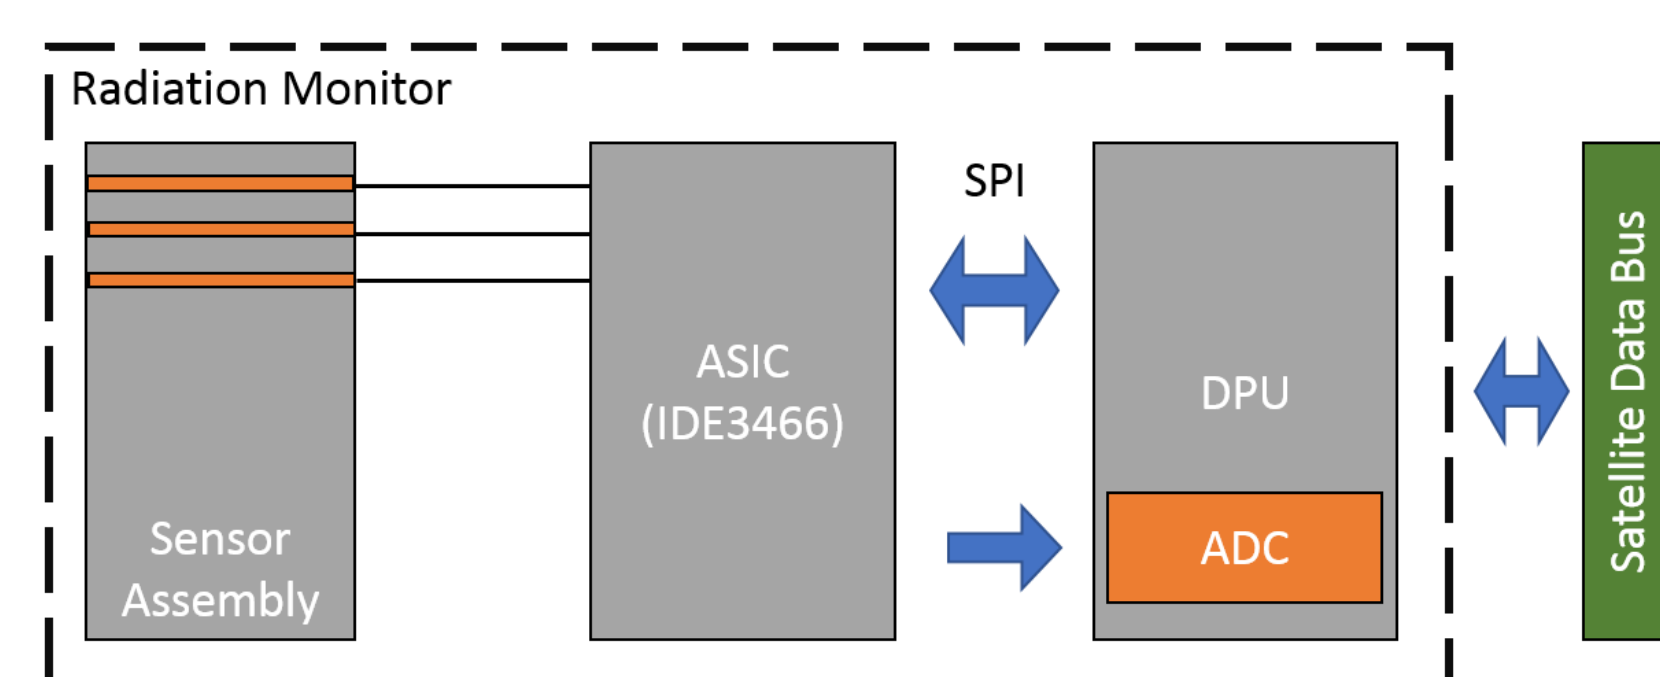 Radiation Monitor
Sensor
Assembly
ASIC
(IDE3466)
SPI
DPU
ADC
Satellite Data Bus